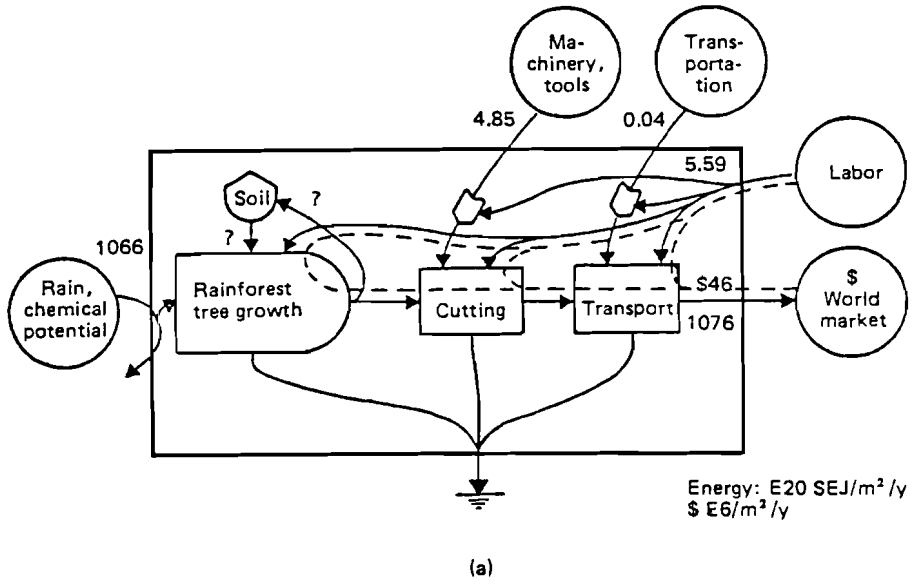 Ma-
chinery,
tools
Trans-
porta-
tion
4.85
0.04
5.59
Labor
Soil
?
?
1066
Rain,
chemical
potential
Rainforest
tree growth
Cutting
Transport
$46
1076
$
World
market
Energy: E20 SEJ/m²/y
$ E6/m²/y
(a)